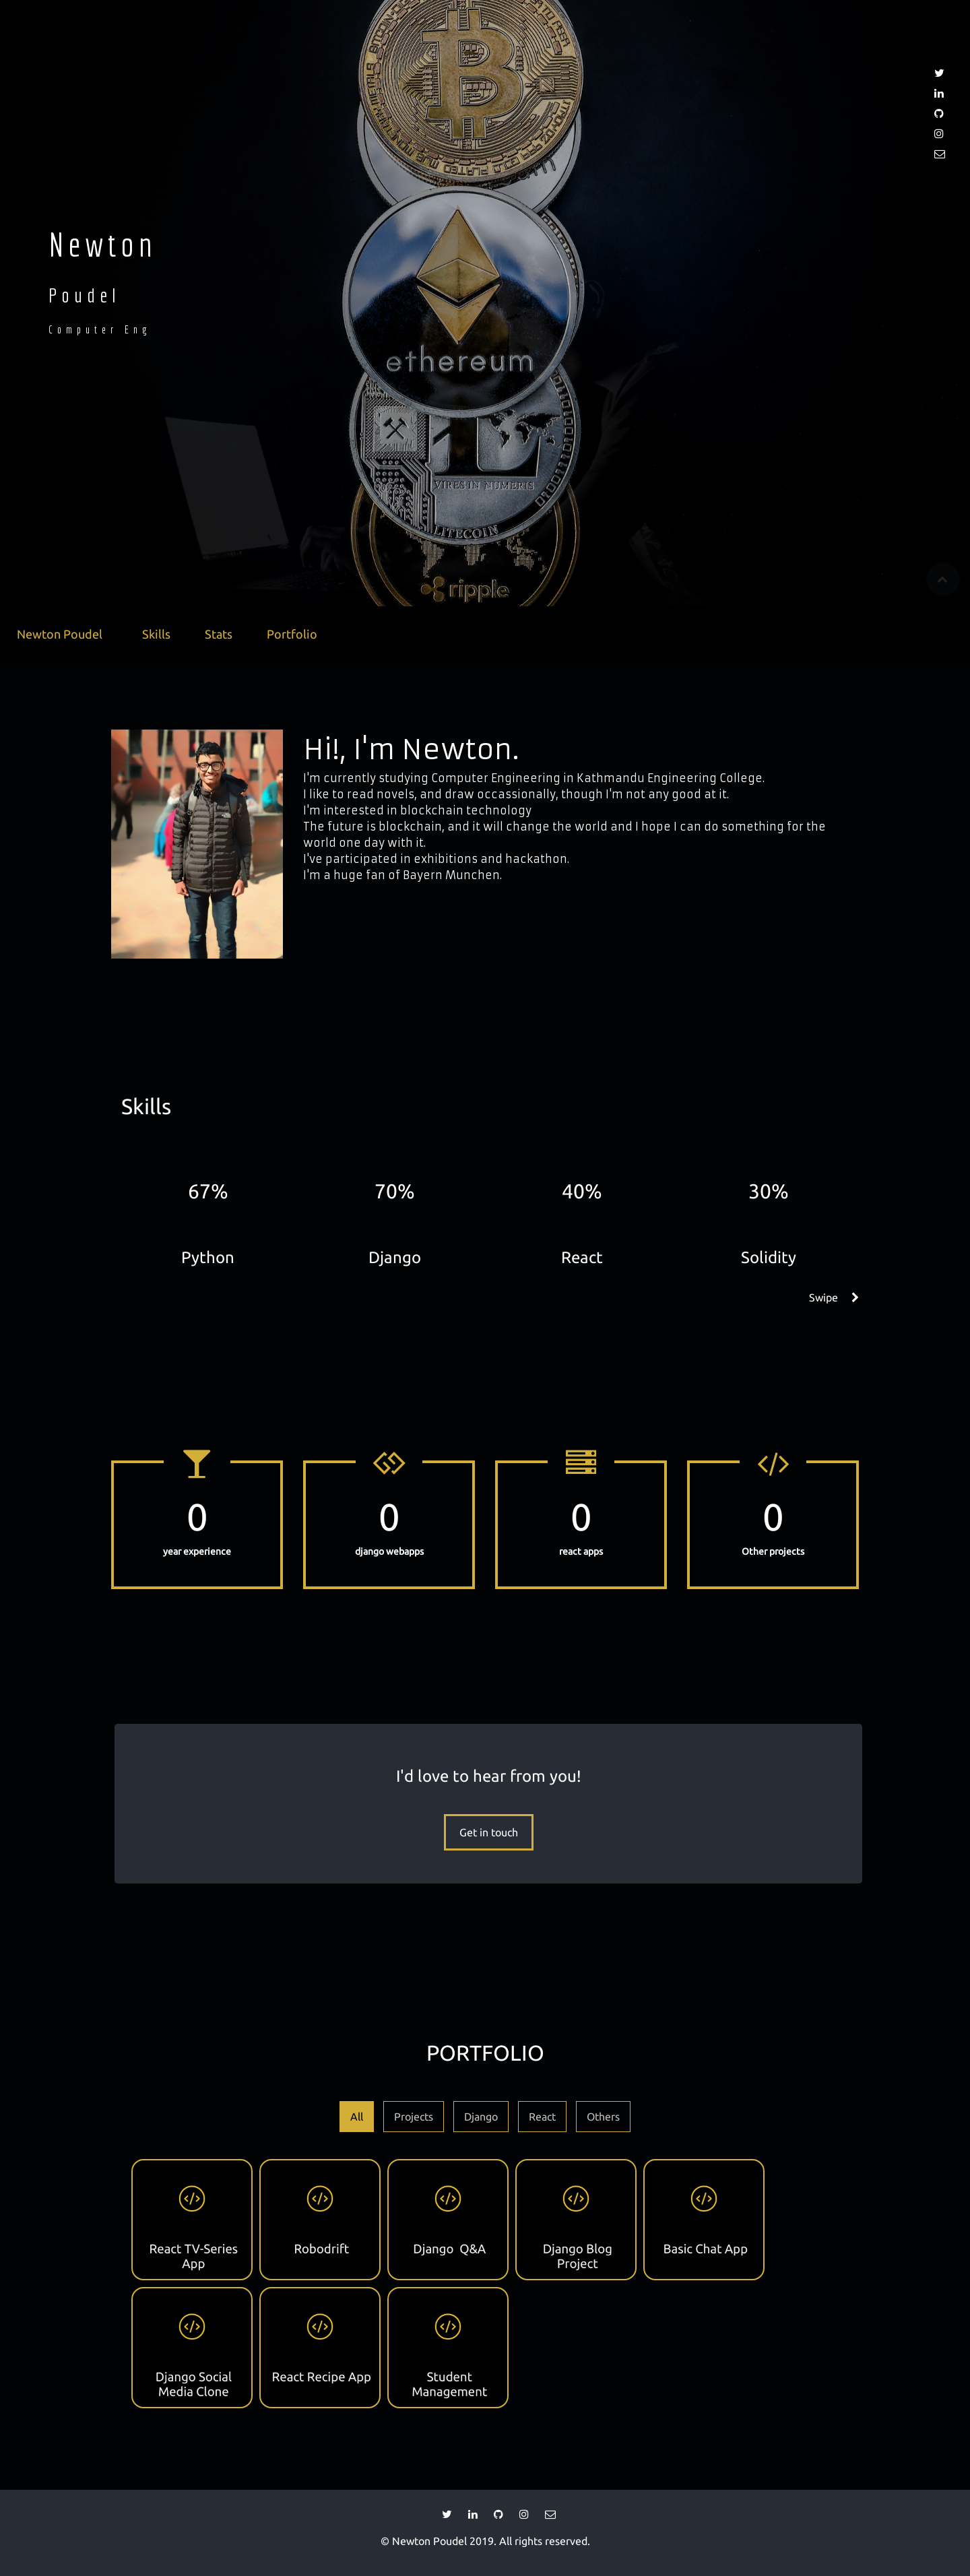 Newton
Poudel
Computer Eng
ethereum
VIRES IN NUMERIS
LITECOIN
ripple
Newton Poudel Skills Stats Portfolio
Hi!, I'm Newton.
I'm currently studying Computer Engineering in Kathmandu Engineering College.
I like to read novels, and draw occassionally, though I'm not any good at it.
I'm interested in blockchain technology
The future is blockchain, and it will change the world and I hope I can do something for the
world one day with it.
I've participated in exhibitions and hackathon.
I'm a huge fan of Bayern Munchen.
Skills
67% 70% 40% 30%
Python Django React Solidity
Swipe
0 0 0 0
year experience django webapps react apps Other projects
I'd love to hear from you!
Get in touch
PORTFOLIO
All Projects Django React Others
React TV-Series
App
Robodrift
Django Q&A
Django Blog
Project
Basic Chat App
Django Social
Media Clone
React Recipe App
Student
Management
© Newton Poudel 2019. All rights reserved.